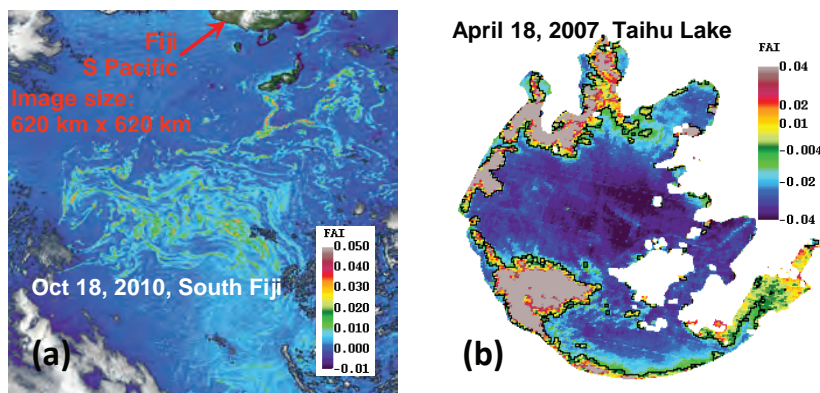 Fiji
S Pacific
Image size:
620 km x 620 km
Oct 18, 2010, South Fiji
(a)
FAI
0.050
0.040
0.030
0.020
0.010
0.000
-0.01
April 18, 2007, Taihu Lake
FAI
0.04
0.02
0.01
-0.004
-0.02
-0.04
(b)